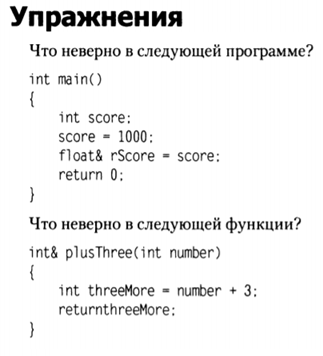 Упражнения
Что неверно в следующей программе?
int main()
{
int score;
score = 1000;
float& rScore = score;
return 0;
}
Что неверно в следующей функции?
int& plusThree(int number)
{
int threeMore = number + 3;
returnthreeMore;
}